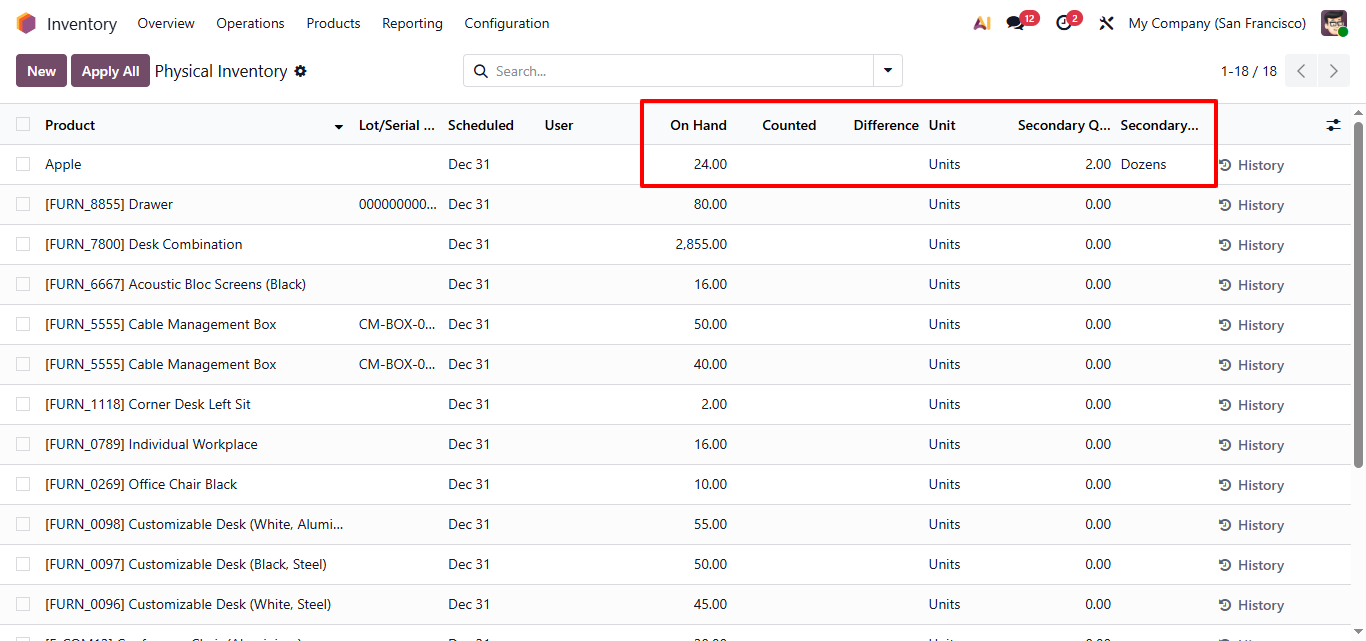 Inventory Overview Operations Products Reporting Configuration AI 12 2 My Company (San Francisco)
New Apply All Physical Inventory Search... 1-18 / 18
Product Lot/Serial ... Scheduled User On Hand Counted Difference Unit Secondary Q... Secondary...
Apple Dec 31 24.00 Units 2.00 Dozens History
[FURN_8855] Drawer 000000000... Dec 31 80.00 Units 0.00 History
[FURN_7800] Desk Combination Dec 31 2,855.00 Units 0.00 History
[FURN_6667] Acoustic Bloc Screens (Black) Dec 31 16.00 Units 0.00 History
[FURN_5555] Cable Management Box CM-BOX-0... Dec 31 50.00 Units 0.00 History
[FURN_5555] Cable Management Box CM-BOX-0... Dec 31 40.00 Units 0.00 History
[FURN_1118] Corner Desk Left Sit Dec 31 2.00 Units 0.00 History
[FURN_0789] Individual Workplace Dec 31 16.00 Units 0.00 History
[FURN_0269] Office Chair Black Dec 31 10.00 Units 0.00 History
[FURN_0098] Customizable Desk (White, Alumi... Dec 31 55.00 Units 0.00 History
[FURN_0097] Customizable Desk (Black, Steel) Dec 31 50.00 Units 0.00 History
[FURN_0096] Customizable Desk (White, Steel) Dec 31 45.00 Units 0.00 History